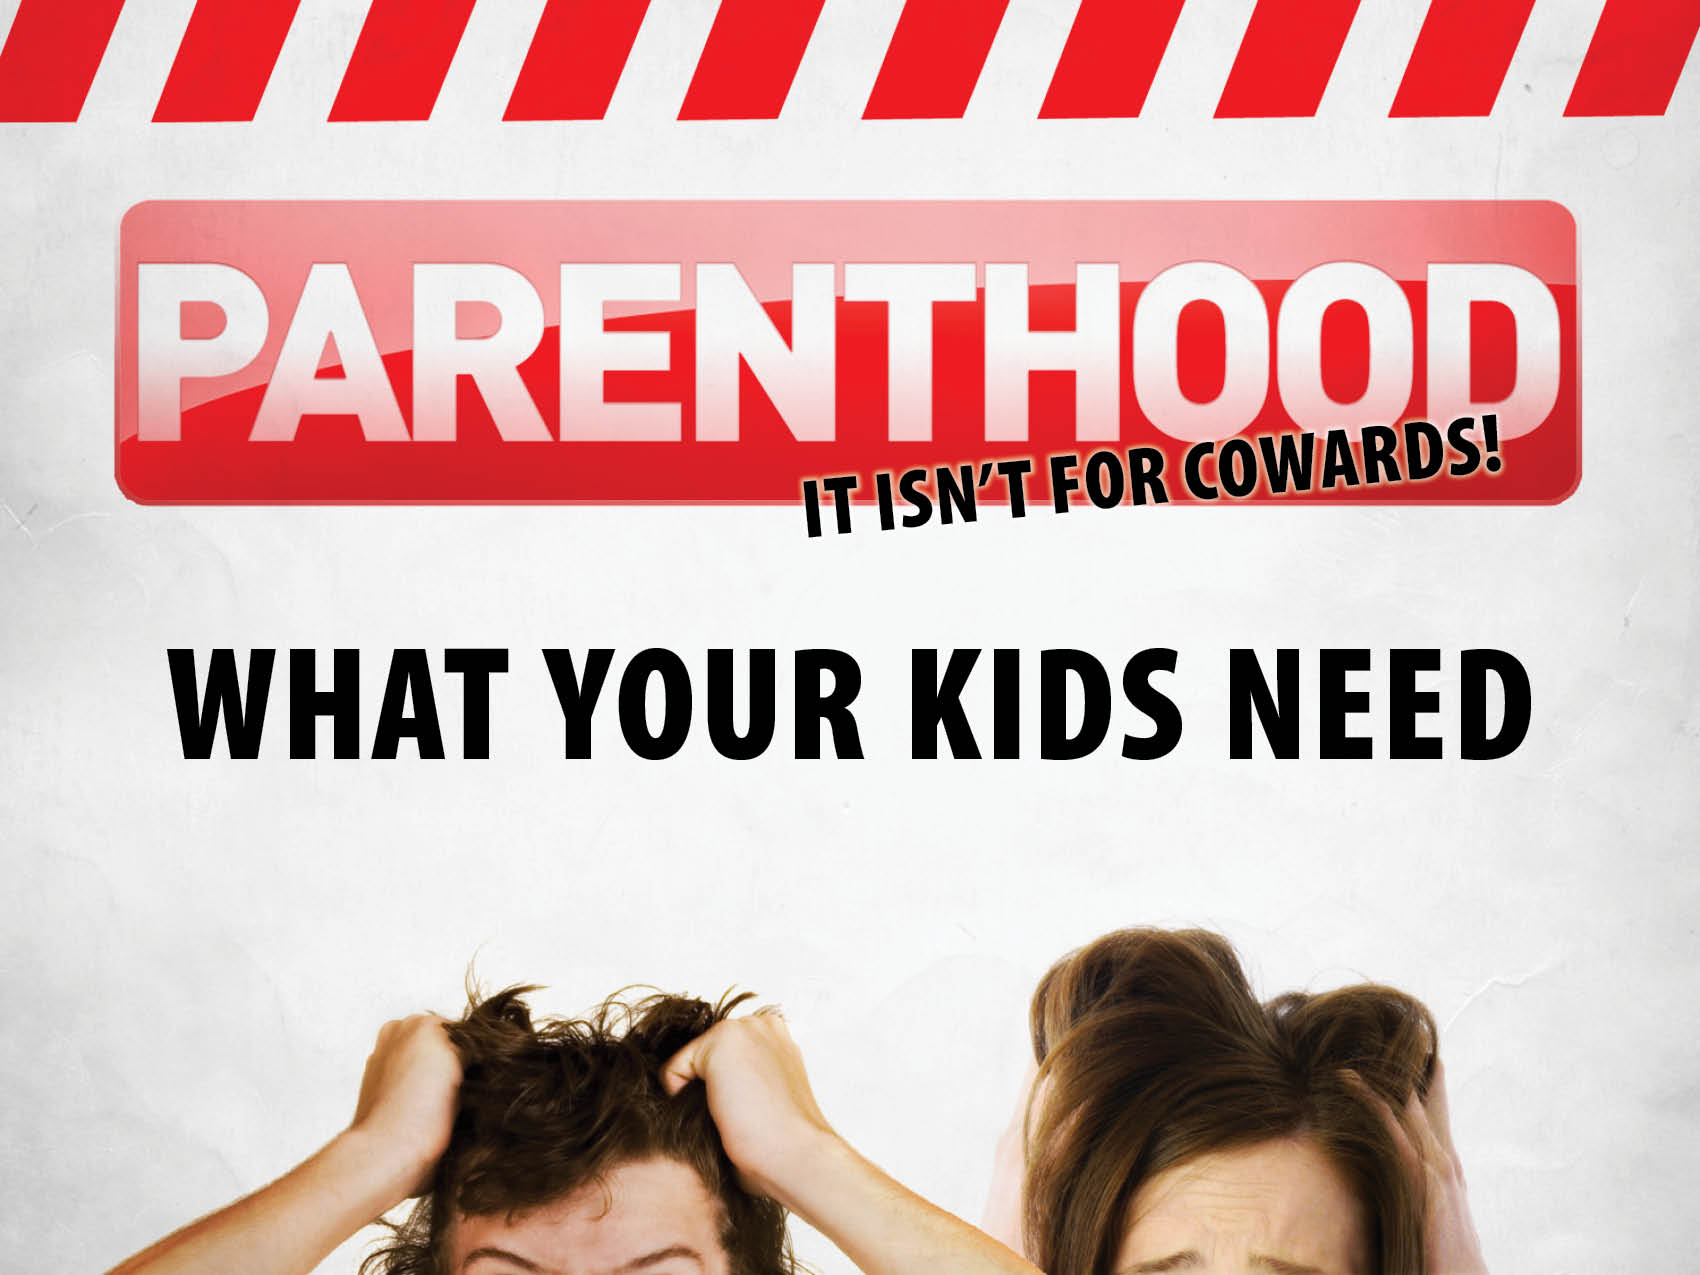 PARENTHOOD
IT ISN'T FOR COWARDS!
WHAT YOUR KIDS NEED